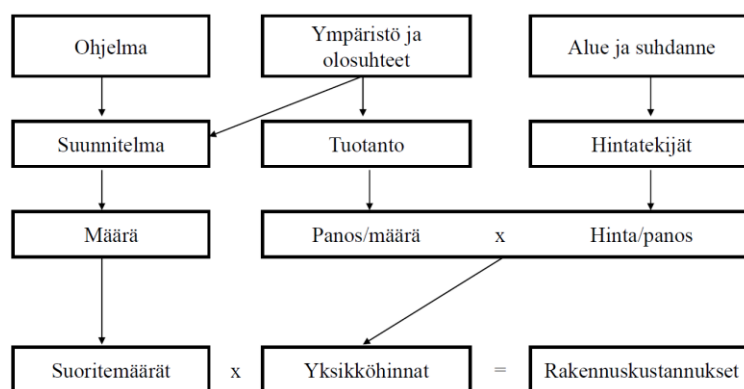 Ohjelma
Ympäristö ja
olosuhteet
Alue ja suhdanne
Suunnitelma
Tuotanto
Hintatekijät
Määrä
Panos/määrä x Hinta/panos
Suoritemäärät x Yksikköhinnat = Rakennuskustannukset